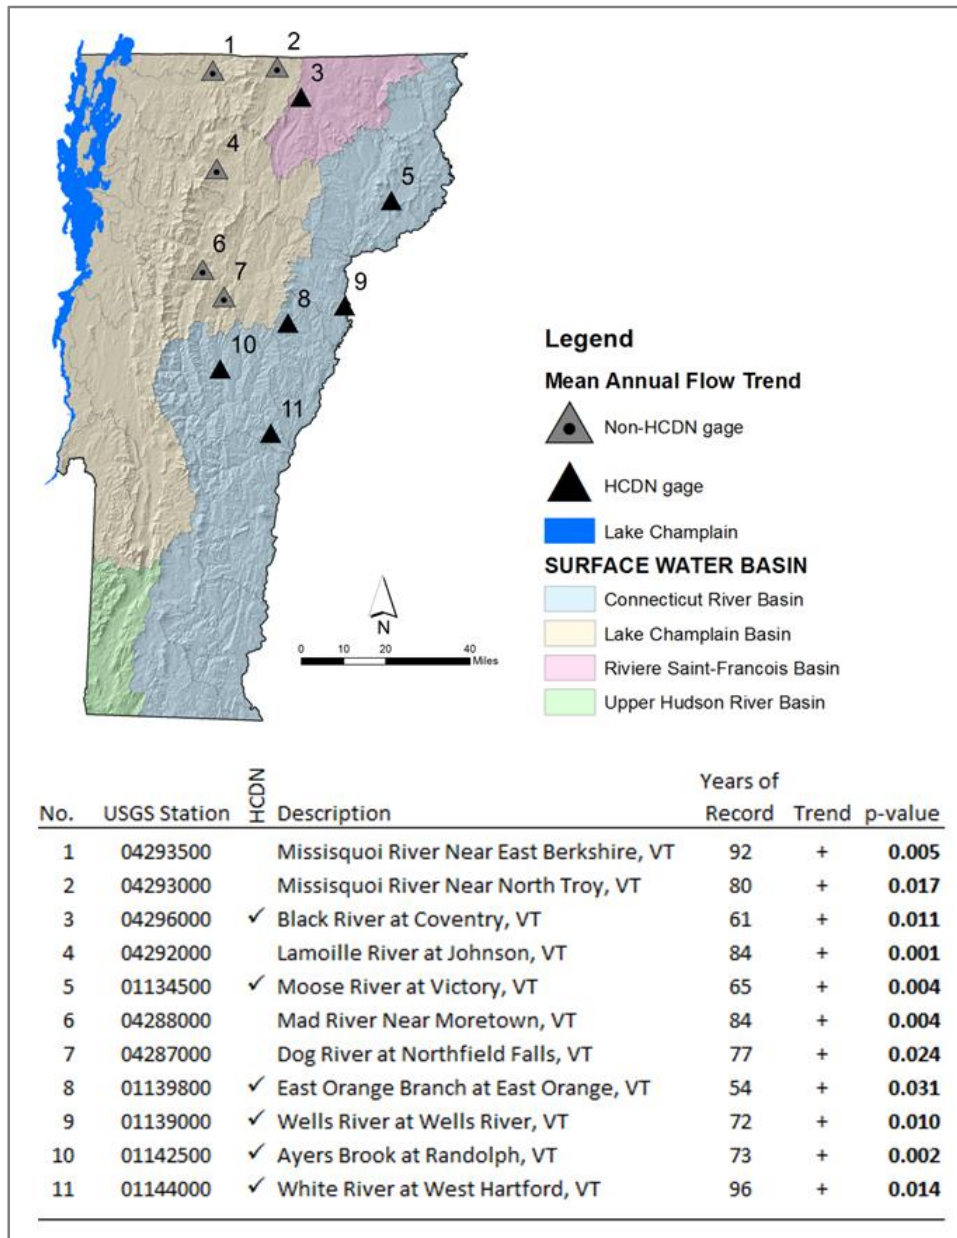 1
2
3
4
5
6
7
8
9
10
11
Legend
Mean Annual Flow Trend
Non-HCDN gage
HCDN gage
Lake Champlain
SURFACE WATER BASIN
Connecticut River Basin
Lake Champlain Basin
Riviere Saint-Francois Basin
Upper Hudson River Basin
N
0 10 20 40
Miles
No. USGS Station HCDN Description Years of Record Trend p-value
1 04293500 Missisquoi River Near East Berkshire, VT 92 + 0.005
2 04293000 Missisquoi River Near North Troy, VT 80 + 0.017
3 04296000 ✓ Black River at Coventry, VT 61 + 0.011
4 04292000 Lamoille River at Johnson, VT 84 + 0.001
5 01134500 ✓ Moose River at Victory, VT 65 + 0.004
6 04288000 Mad River Near Moretown, VT 84 + 0.004
7 04287000 Dog River at Northfield Falls, VT 77 + 0.024
8 01139800 ✓ East Orange Branch at East Orange, VT 54 + 0.031
9 01139000 ✓ Wells River at Wells River, VT 72 + 0.010
10 01142500 ✓ Ayers Brook at Randolph, VT 73 + 0.002
11 01144000 ✓ White River at West Hartford, VT 96 + 0.014